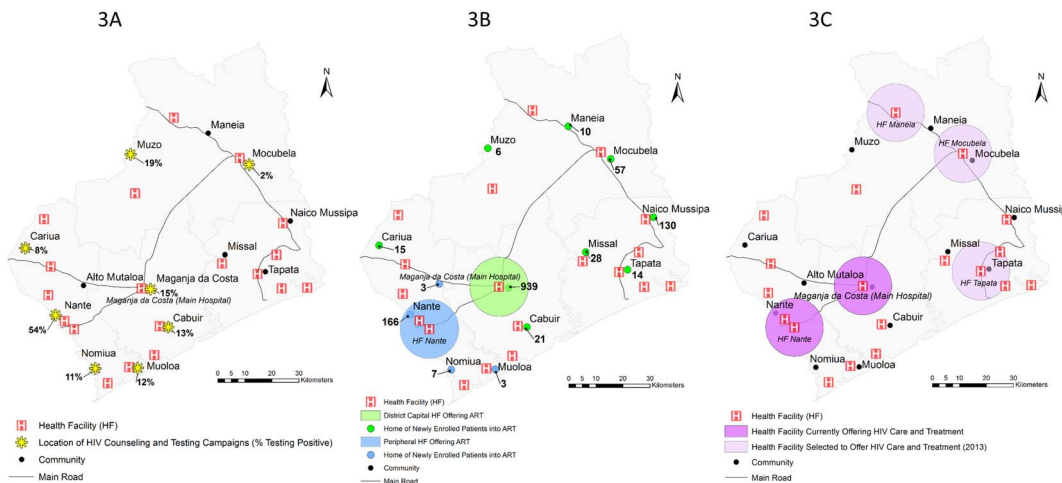 3A
3B
3C
N
Muzo
19%
Maneia
Mocubela
2%
Naico Mussipa
Cariua
8%
Missal
Tapata
Alto Mutaloa
Maganja da Costa
15%
Maganja da Costa (Main Hospital)
Nante
54%
Cabuir
13%
Nomiua
11%
Muoloa
12%
0 5 10 20 30
Kilometers
Health Facility (HF)
Location of HIV Counseling and Testing Campaigns (% Testing Positive)
Community
Main Road
N
Maneia
10
Muzo
6
Mocubela
57
Naico Mussipa
130
Cariua
15
Missal
28
Tapata
14
Maganja da Costa (Main Hospital)
3
939
Nante
166
HF Nante
Cabuir
21
Nomiua
7
Muoloa
3
0 5 10 20 30
Kilometers
Health Facility (HF)
District Capital HF Offering ART
Home of Newly Enrolled Patients into ART
Peripheral HF Offering ART
Home of Newly Enrolled Patients into ART
Community
Main Road
N
HF Maneia
Maneia
Muzo
HF Mocubela
Mocubela
Naico Mussipa
Cariua
Missal
Tapata
HF Tapata
Alto Mutaloa
Maganja da Costa (Main Hospital)
Nante
HF Nante
Cabuir
Nomiua
Muoloa
0 5 10 20 30
Kilometers
Health Facility (HF)
Health Facility Currently Offering HIV Care and Treatment
Health Facility Selected to Offer HIV Care and Treatment (2013)
Community
Main Road